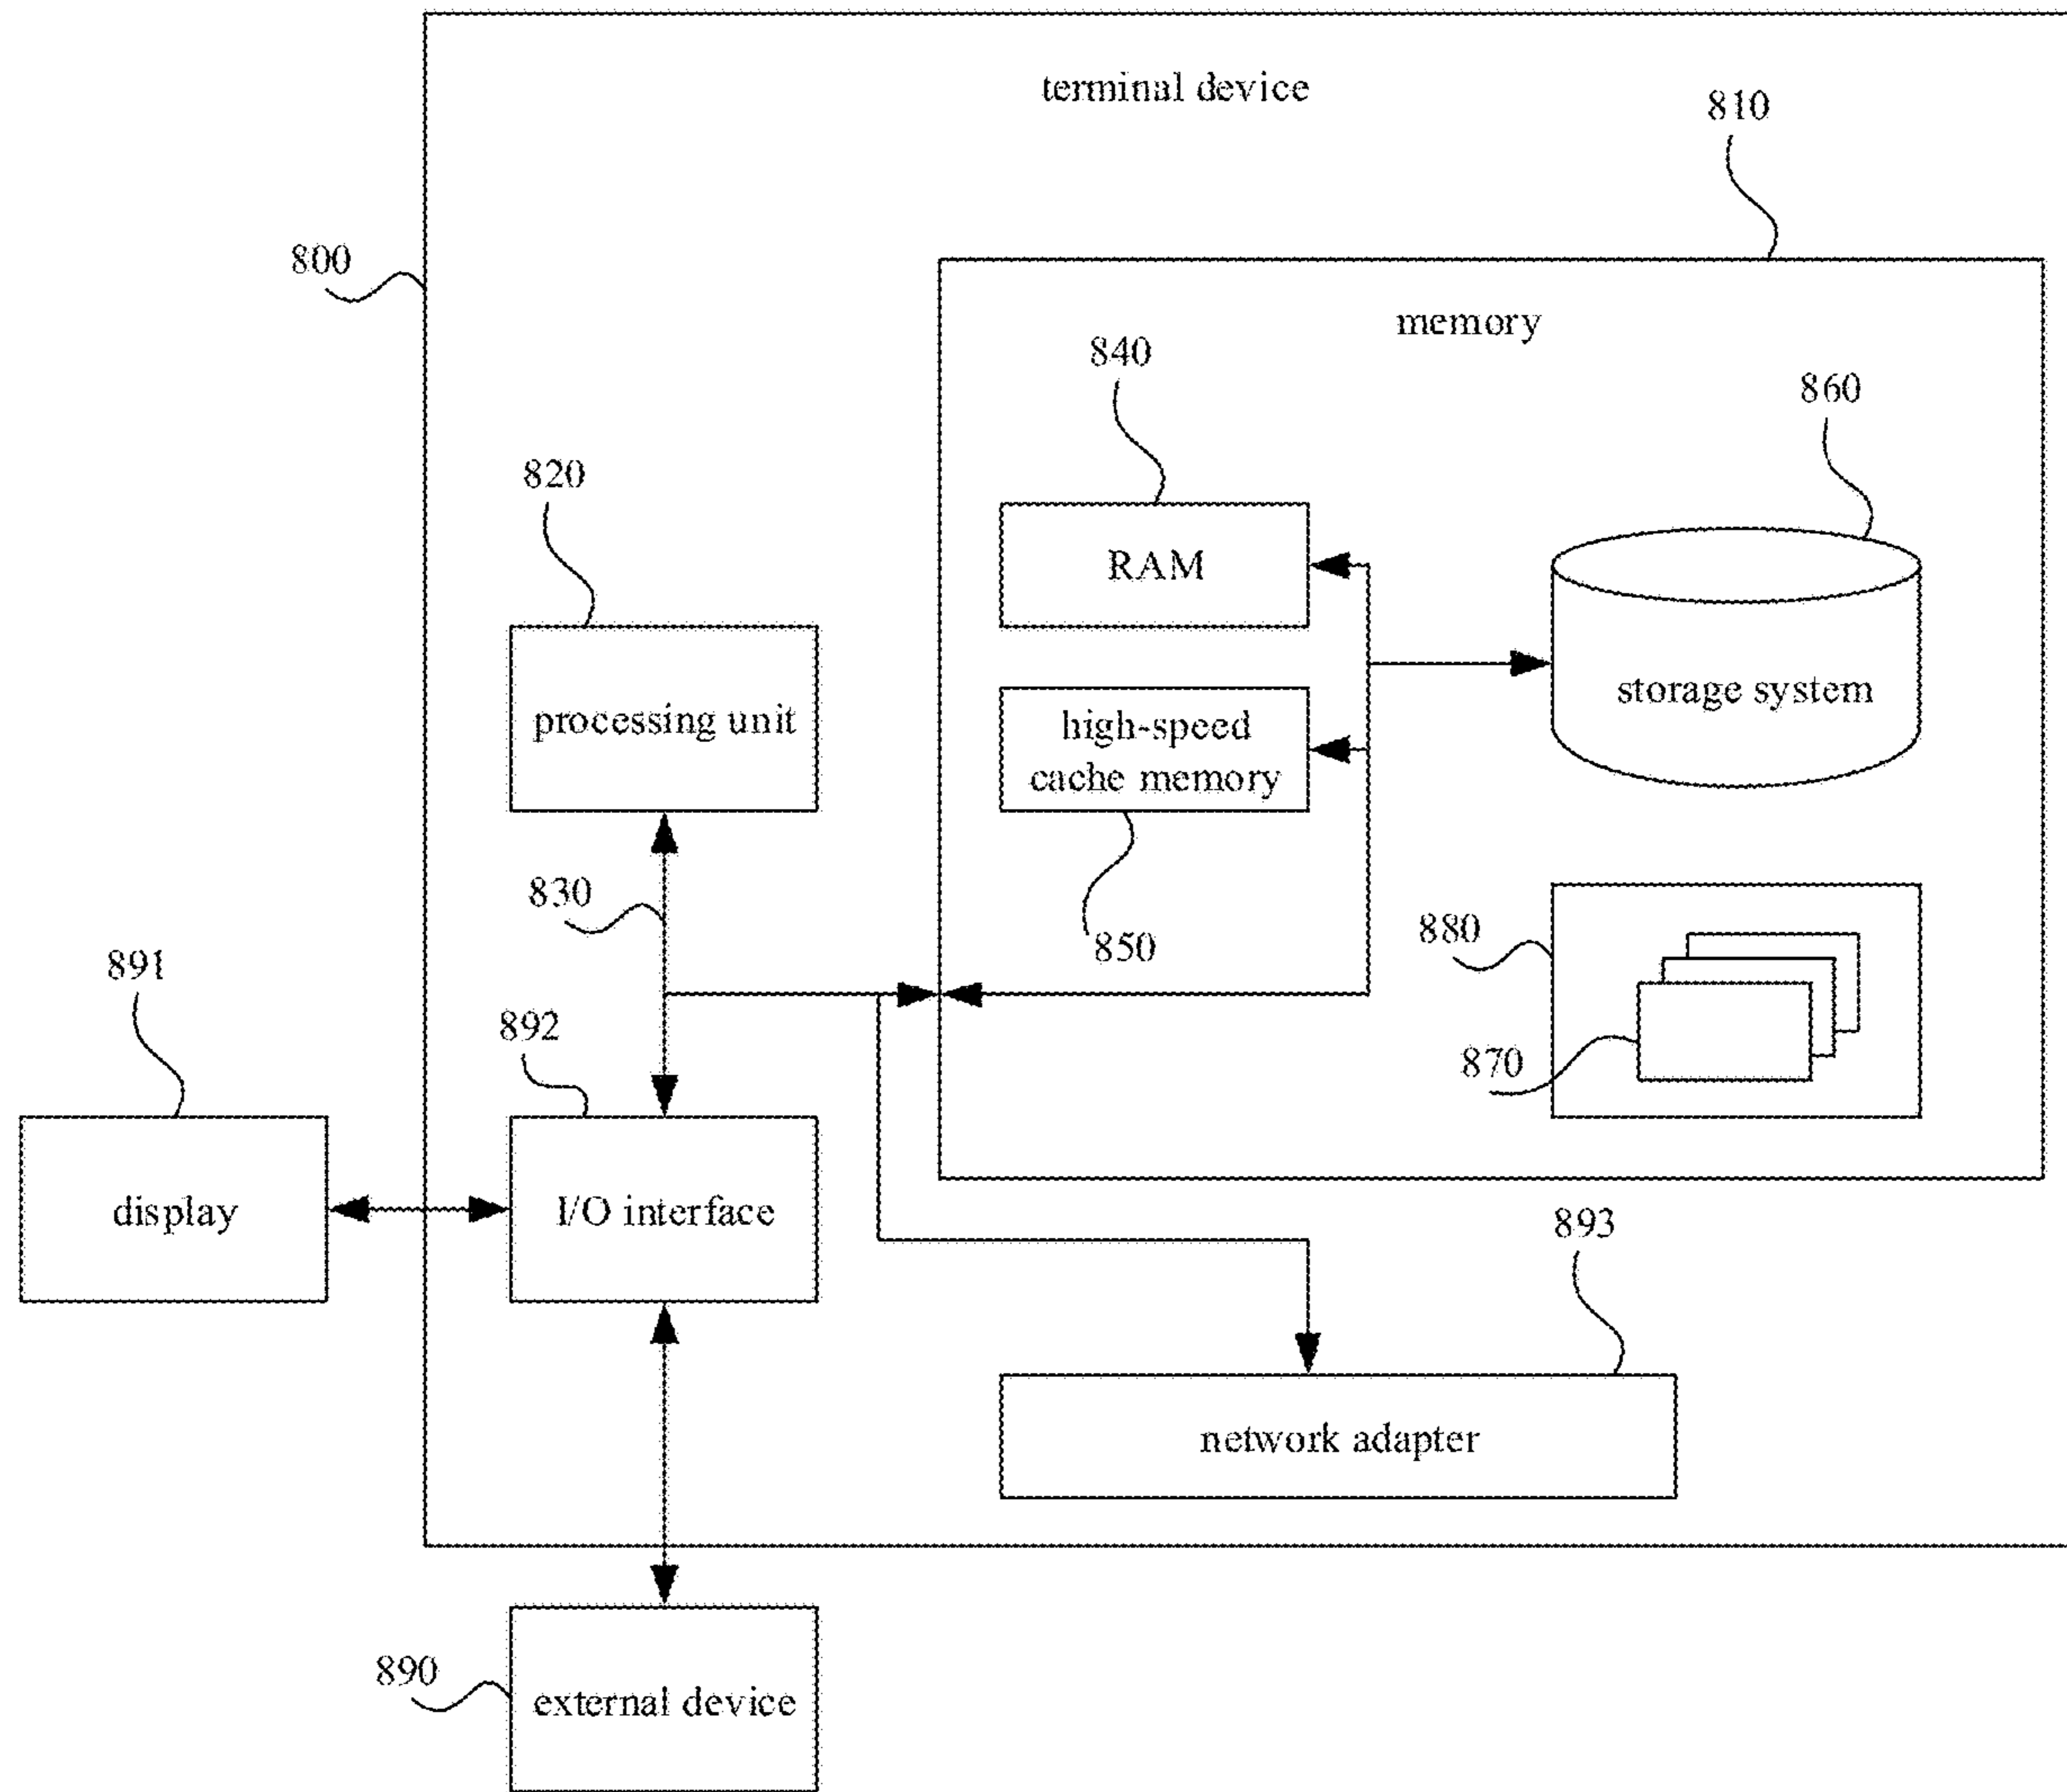 terminal device
810
800
memory
840
860
820
RAM
storage system
processing unit
high-speed
cache memory
830
850
880
891
892
870
display
I/O interface
893
network adapter
890
external device